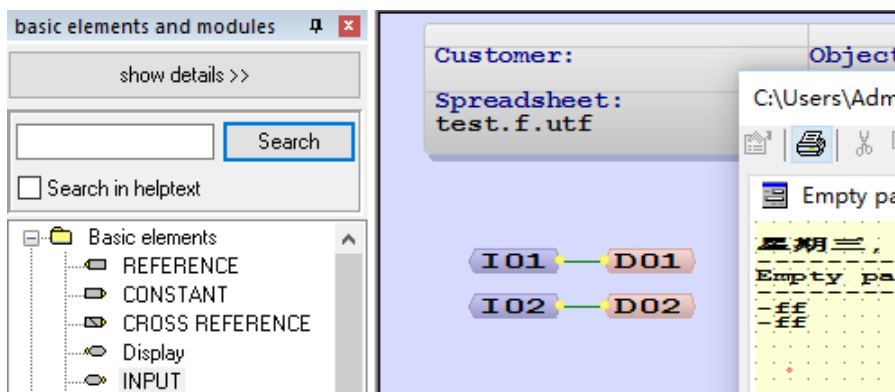 basic elements and modules
show details >>
Search
Search in helptext
Basic elements
REFERENCE
CONSTANT
CROSS REFERENCE
Display
INPUT
Customer:
Object
Spreadsheet:
test.f.utf
I01
D01
I02
D02
C:\Users\Adm
Empty pa
星期三,
Empty pa
-ff
-ff